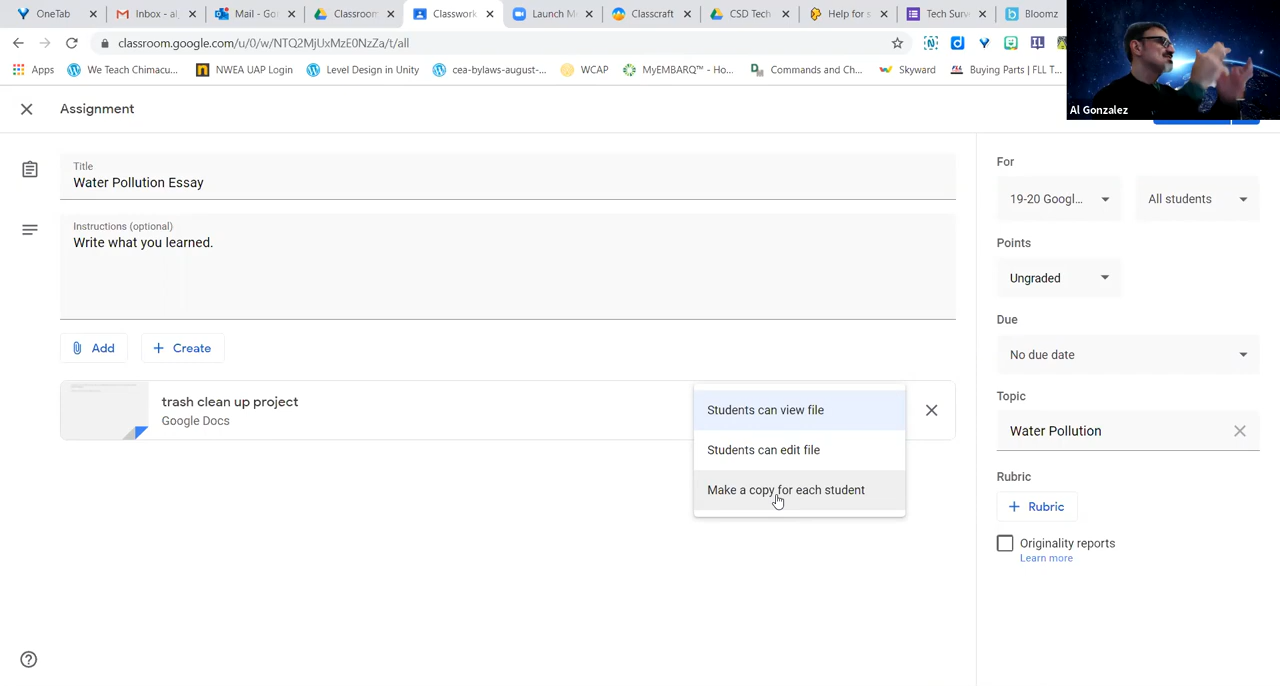 OneTab
Inbox - al
Mail - Go
Classroom
Classwork
Launch M
Classcraft
CSD Tech
Help for s
Tech Surv
Bloomz
classroom.google.com/u/0/w/NTQ2MjUxMzE0NzZa/t/all
Apps
We Teach Chimacu...
NWEA UAP Login
Level Design in Unity
cea-bylaws-august-...
WCAP
MyEMBARQ™ - Ho...
Commands and Ch...
Skyward
Buying Parts | FLL T...
Al Gonzalez
Assignment
Title
Water Pollution Essay
Instructions (optional)
Write what you learned.
Add
Create
trash clean up project
Google Docs
Students can view file
Students can edit file
Make a copy for each student
For
19-20 Googl...
All students
Points
Ungraded
Due
No due date
Topic
Water Pollution
Rubric
Rubric
Originality reports
Learn more